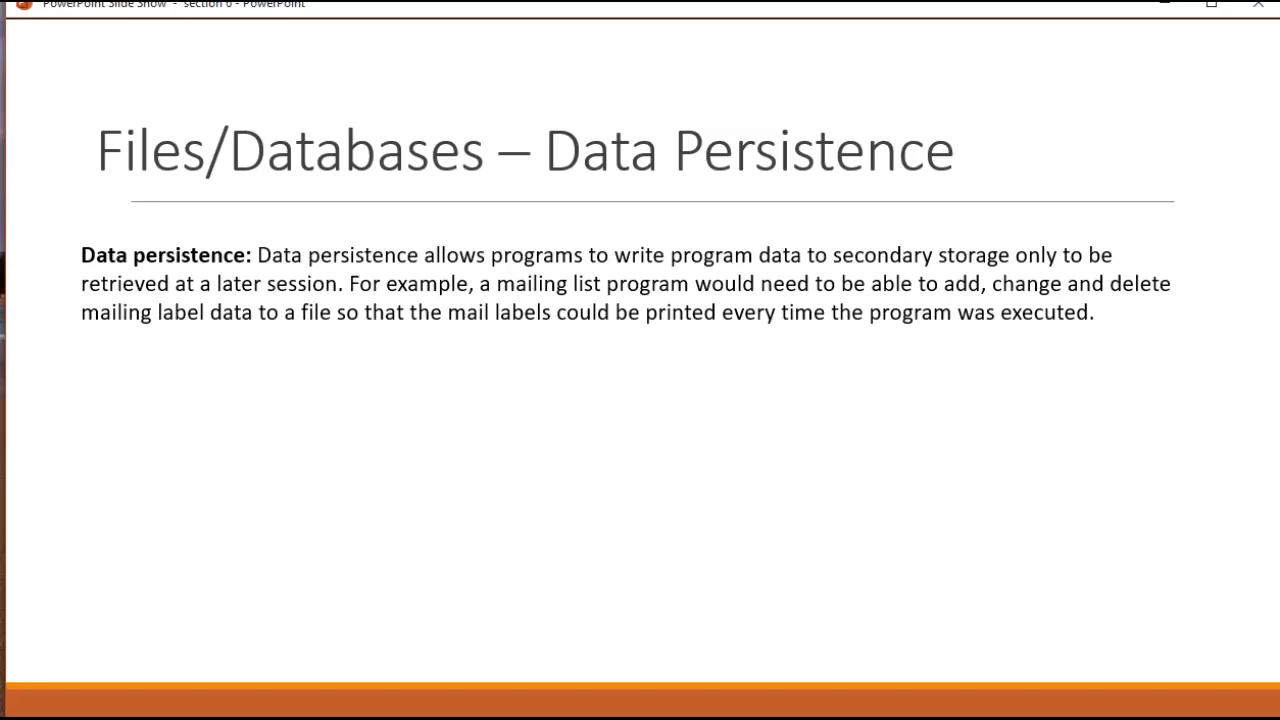 PowerPoint Slide Show - section 6 - PowerPoint
Files/Databases – Data Persistence
Data persistence: Data persistence allows programs to write program data to secondary storage only to be
retrieved at a later session. For example, a mailing list program would need to be able to add, change and delete
mailing label data to a file so that the mail labels could be printed every time the program was executed.